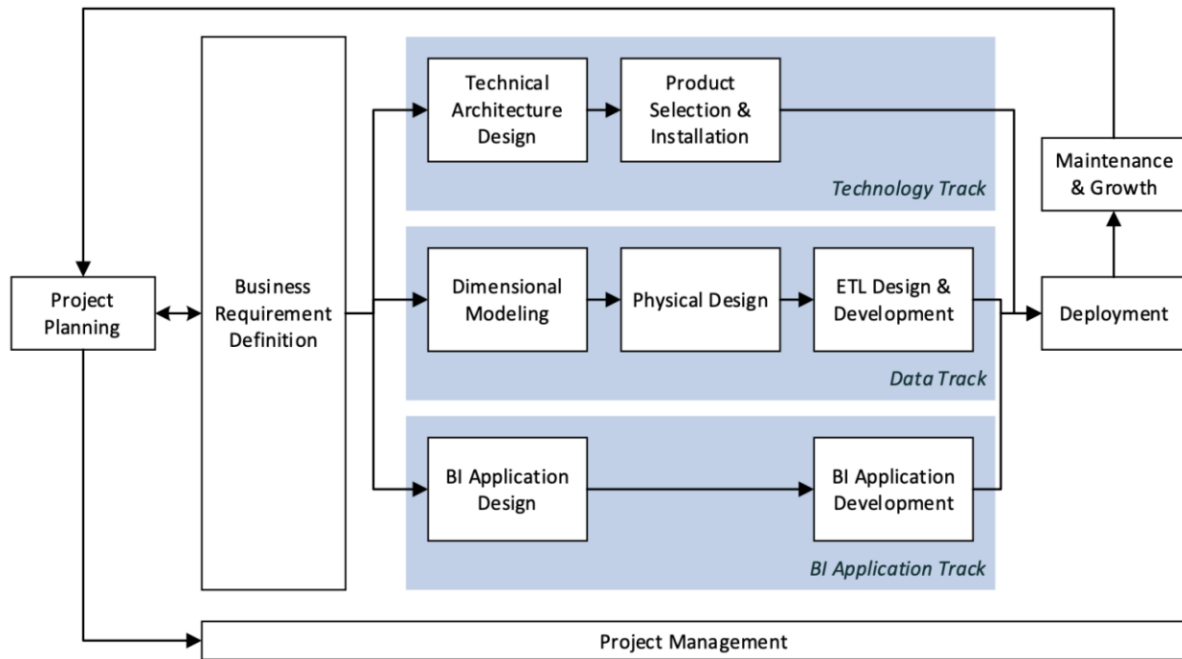 Project
Planning
Business
Requirement
Definition
Technical
Architecture
Design
Product
Selection &
Installation
Technology Track
Dimensional
Modeling
Physical Design
ETL Design &
Development
Data Track
BI Application
Design
BI Application
Development
BI Application Track
Maintenance
& Growth
Deployment
Project Management